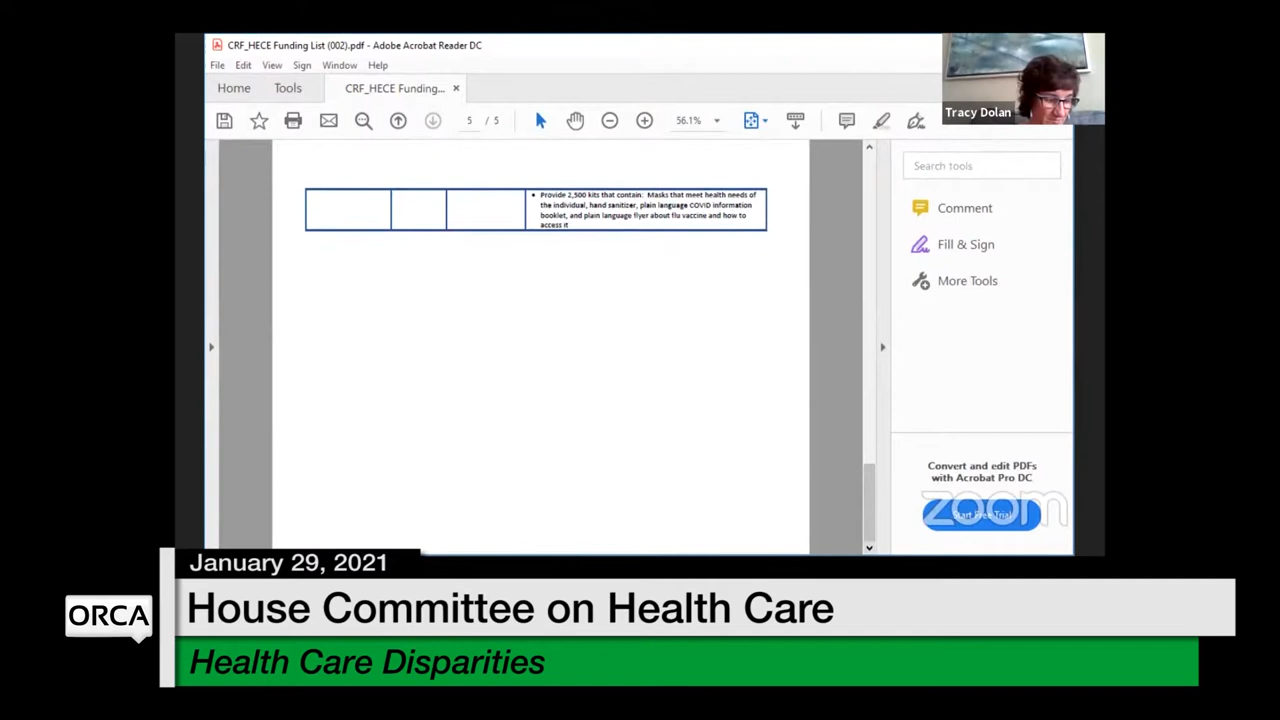 CRF_HECE Funding List (002).pdf - Adobe Acrobat Reader DC
File Edit View Sign Window Help
Home Tools CRF_HECE Funding... ×
5 / 5 56.1%
Tracy Dolan
Search tools
Comment
Fill & Sign
More Tools
• Provide 2,500 kits that contain: Masks that meet health needs of
the individual, hand sanitizer, plain language COVID information
booklet, and plain language flyer about flu vaccine and how to
access it
Convert and edit PDFs
with Acrobat Pro DC
Start Free Trial
zoom
January 29, 2021
ORCA
House Committee on Health Care
Health Care Disparities